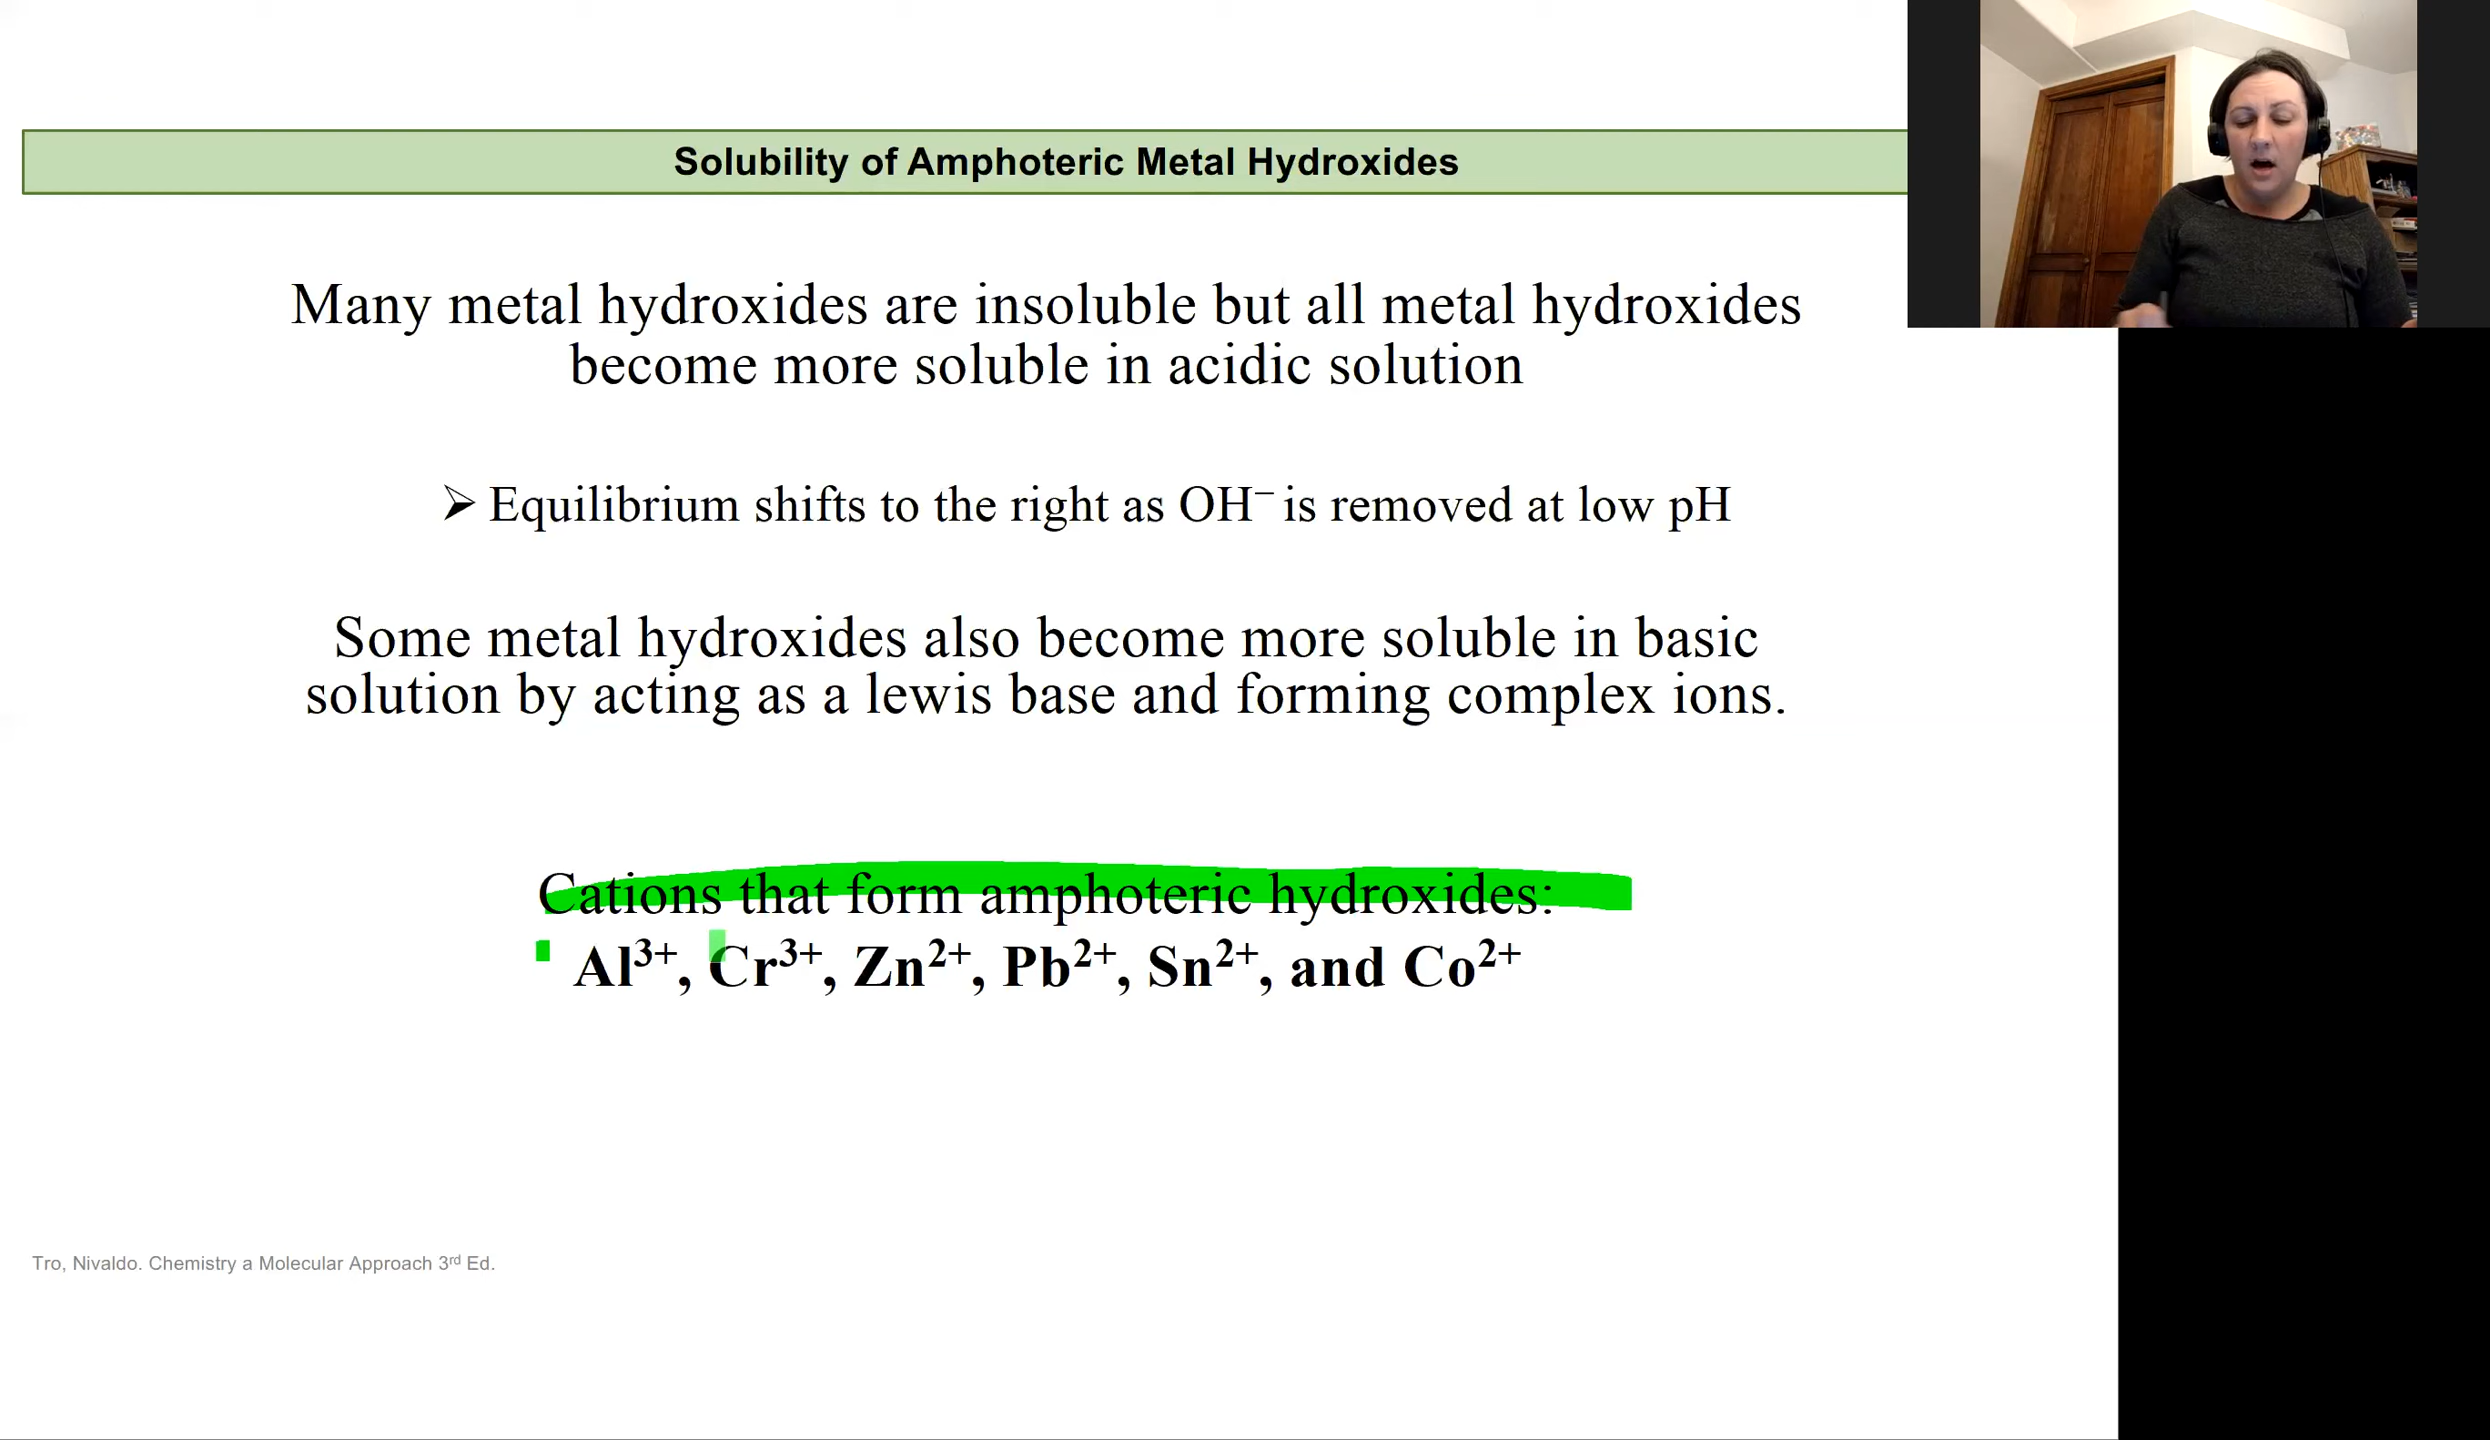 Solubility of Amphoteric Metal Hydroxides
Many metal hydroxides are insoluble but all metal hydroxides
become more soluble in acidic solution
➢ Equilibrium shifts to the right as OH⁻ is removed at low pH
Some metal hydroxides also become more soluble in basic
solution by acting as a lewis base and forming complex ions.
Cations that form amphoteric hydroxides:
Al³⁺, Cr³⁺, Zn²⁺, Pb²⁺, Sn²⁺, and Co²⁺
Tro, Nivaldo. Chemistry a Molecular Approach 3ʳᵈ Ed.